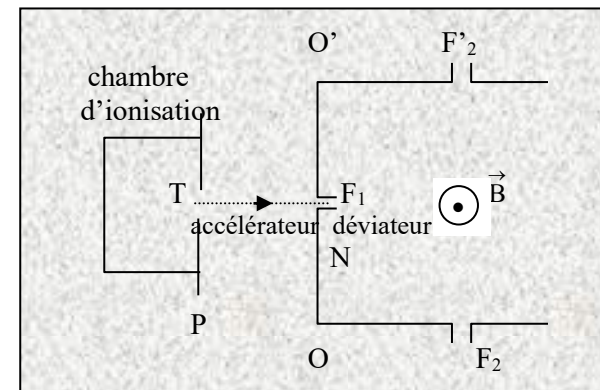 O’ F’2
chambre
d’ionisation
T F1 B
accélérateur déviateur
N
P
O F2